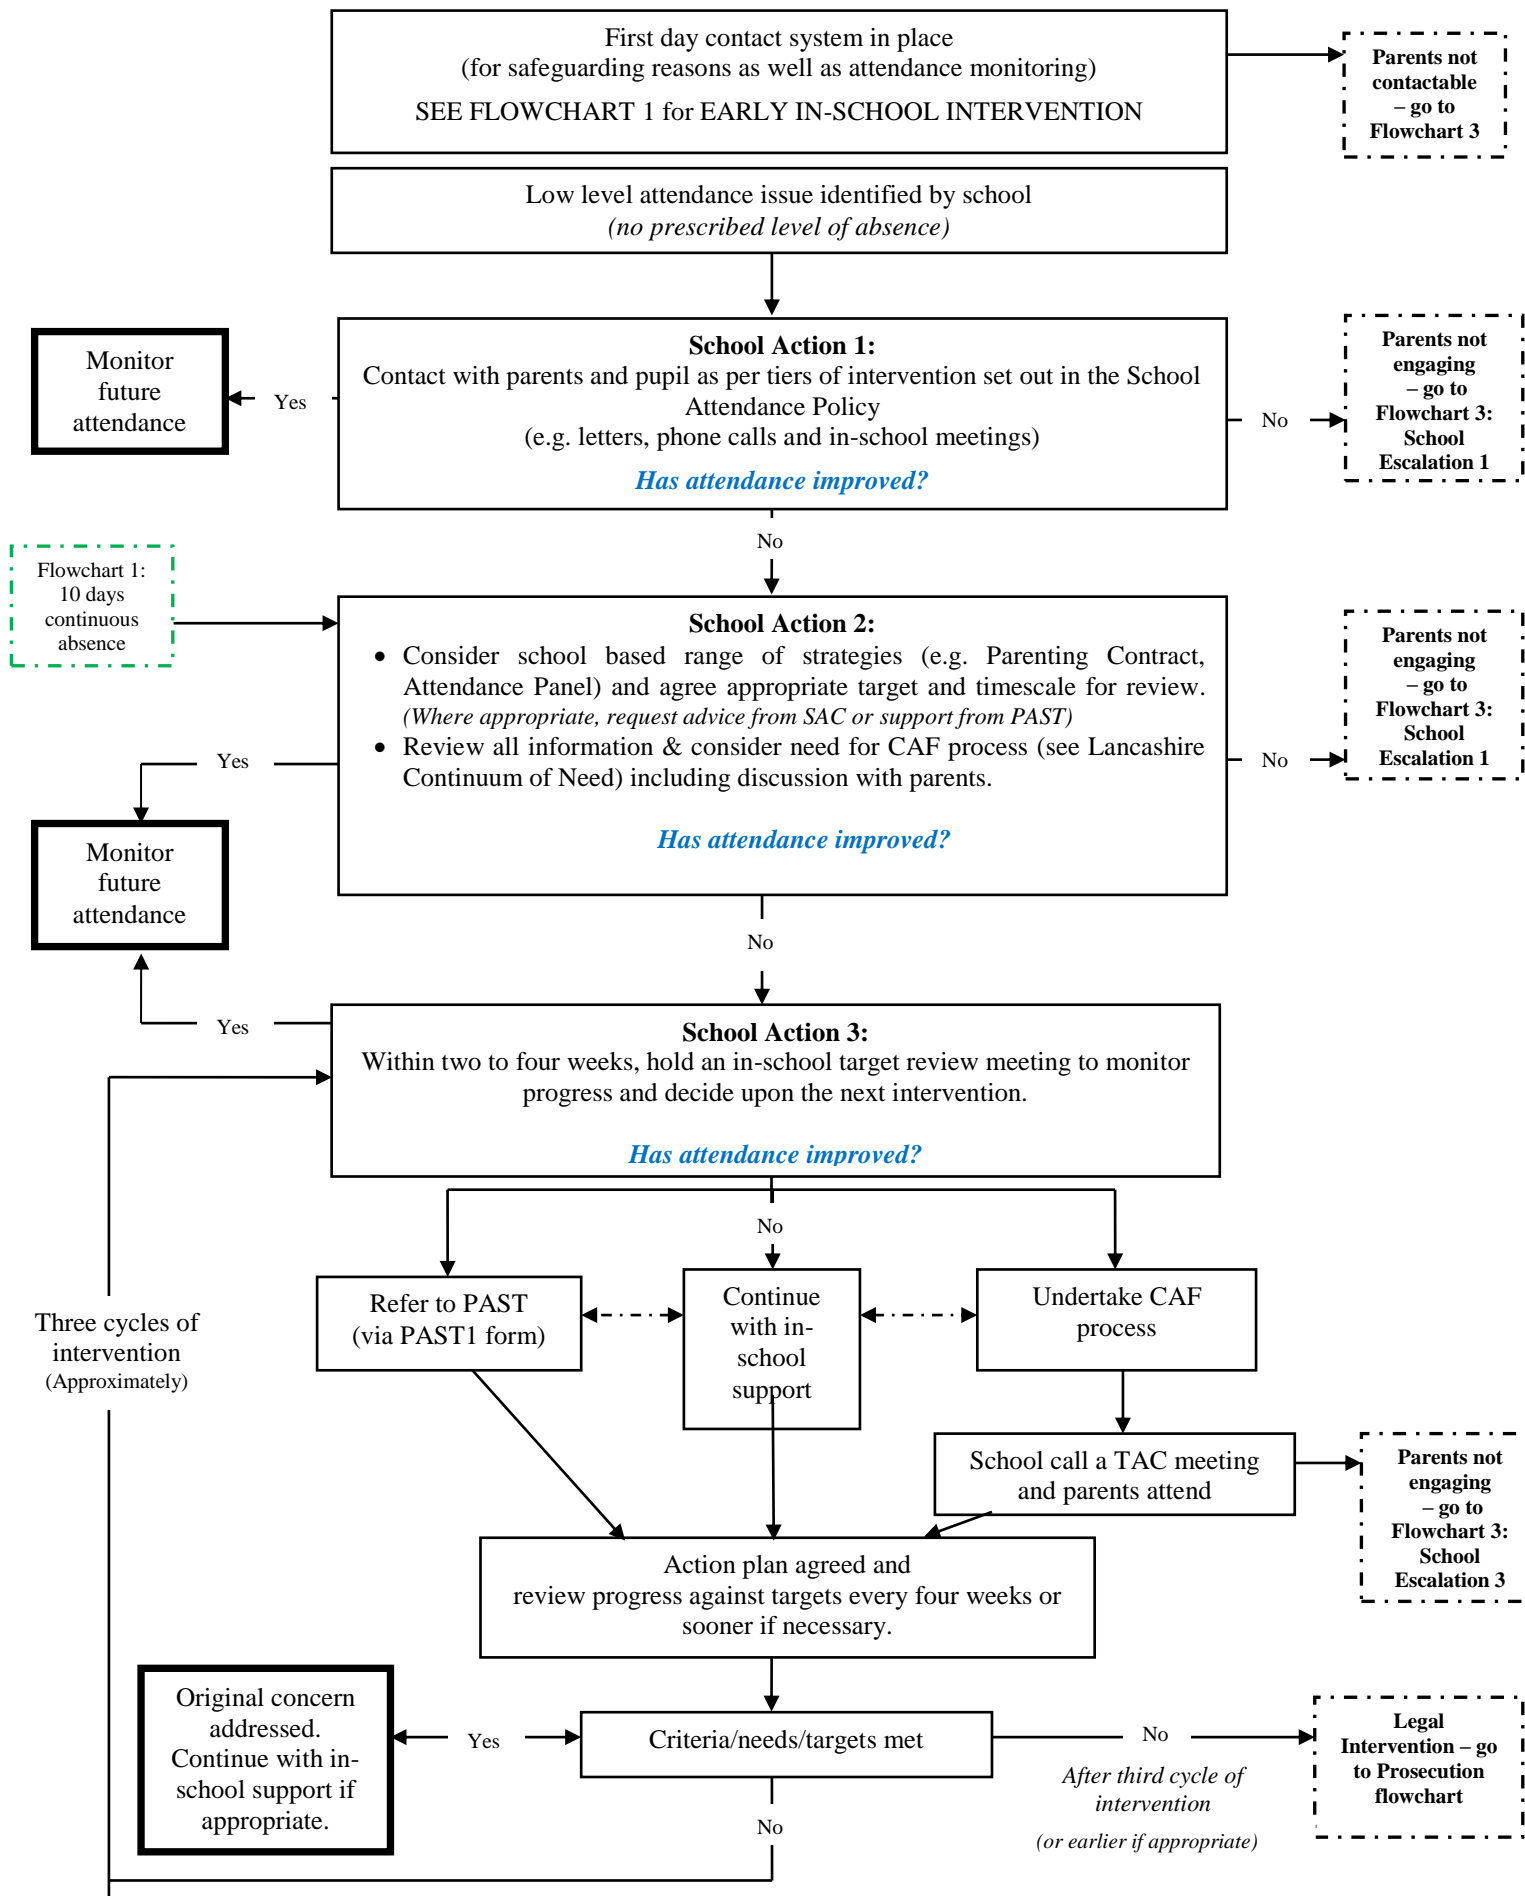 First day contact system in place
(for safeguarding reasons as well as attendance monitoring)
SEE FLOWCHART 1 for EARLY IN-SCHOOL INTERVENTION
Parents not
contactable
– go to
Flowchart 3
Low level attendance issue identified by school
(no prescribed level of absence)
Monitor
future
attendance
Yes
School Action 1:
Contact with parents and pupil as per tiers of intervention set out in the School
Attendance Policy
(e.g. letters, phone calls and in-school meetings)
Has attendance improved?
No
Parents not
engaging
– go to
Flowchart 3:
School
Escalation 1
No
Flowchart 1:
10 days
continuous
absence
School Action 2:
• Consider school based range of strategies (e.g. Parenting Contract,
Attendance Panel) and agree appropriate target and timescale for review.
(Where appropriate, request advice from SAC or support from PAST)
• Review all information & consider need for CAF process (see Lancashire
Continuum of Need) including discussion with parents.
Has attendance improved?
Yes
No
Parents not
engaging
– go to
Flowchart 3:
School
Escalation 1
Monitor
future
attendance
No
Yes
School Action 3:
Within two to four weeks, hold an in-school target review meeting to monitor
progress and decide upon the next intervention.
Has attendance improved?
No
Three cycles of
intervention
(Approximately)
Refer to PAST
(via PAST1 form)
Continue
with in-
school
support
Undertake CAF
process
School call a TAC meeting
and parents attend
Parents not
engaging
– go to
Flowchart 3:
School
Escalation 3
Action plan agreed and
review progress against targets every four weeks or
sooner if necessary.
Original concern
addressed.
Continue with in-
school support if
appropriate.
Yes
Criteria/needs/targets met
No
After third cycle of
intervention
(or earlier if appropriate)
Legal
Intervention – go
to Prosecution
flowchart
No